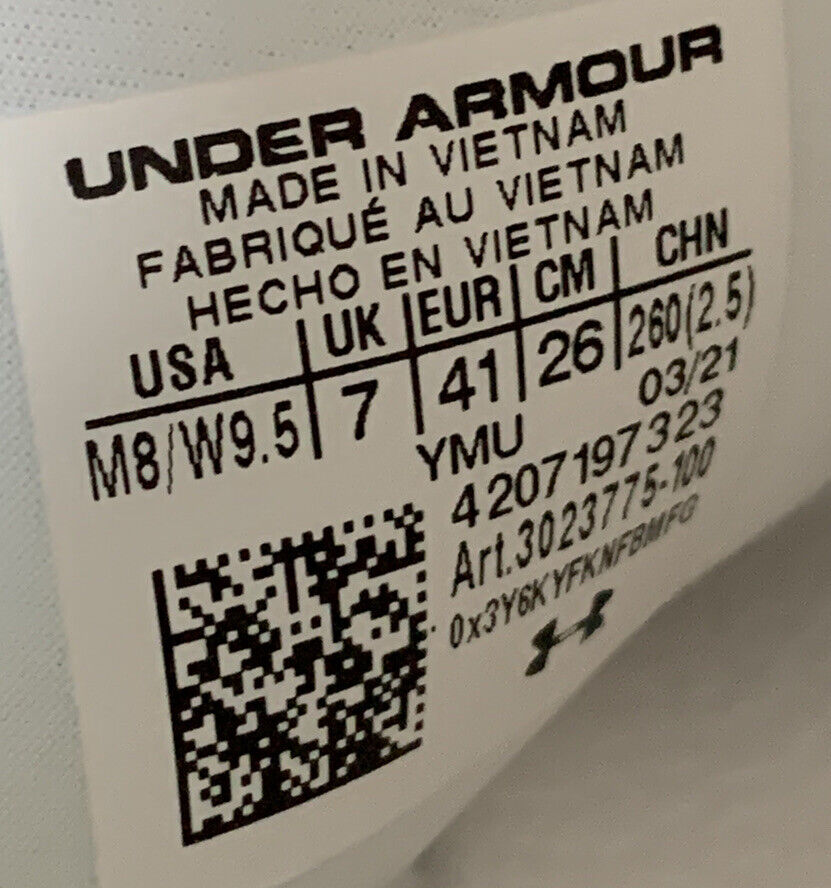 UNDER ARMOUR
MADE IN VIETNAM
FABRIQUÉ AU VIETNAM
HECHO EN VIETNAM
USA UK EUR CM CHN
M8/W9.5 7 41 26 260(2.5)
YMU 03/21
4207197323
Art.3023775-100
0x3Y6KYFKNFBMFG